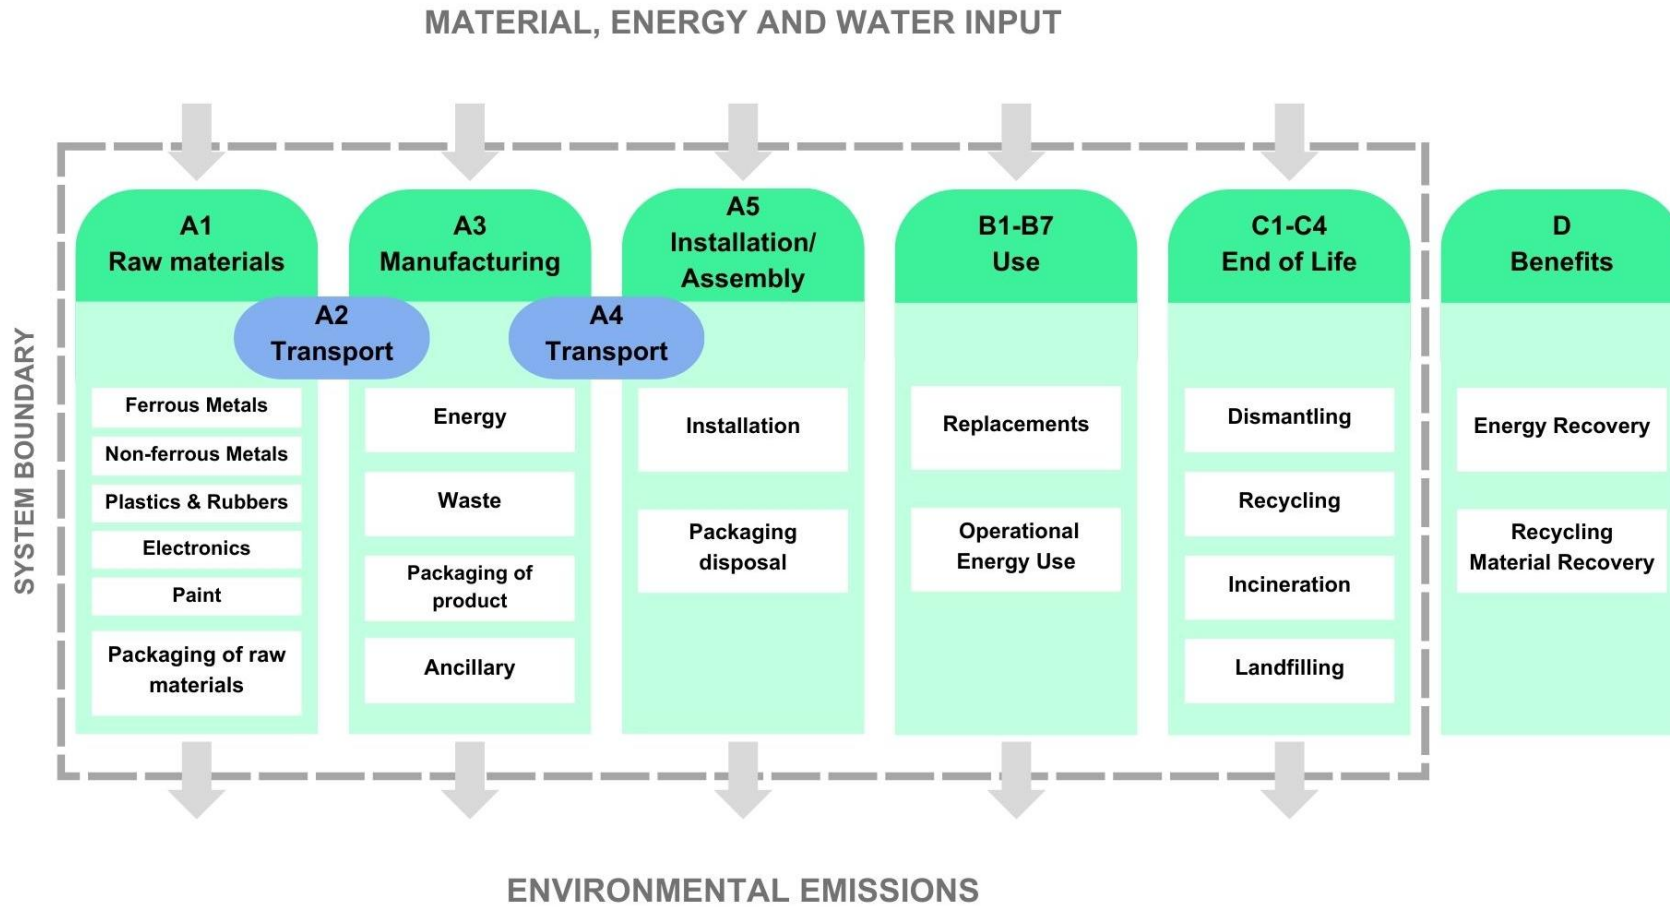 MATERIAL, ENERGY AND WATER INPUT
SYSTEM BOUNDARY
A1
Raw materials
A2
Transport
Ferrous Metals
Non-ferrous Metals
Plastics & Rubbers
Electronics
Paint
Packaging of raw
materials
A3
Manufacturing
A4
Transport
Energy
Waste
Packaging of
product
Ancillary
A5
Installation/
Assembly
Installation
Packaging
disposal
B1-B7
Use
Replacements
Operational
Energy Use
C1-C4
End of Life
Dismantling
Recycling
Incineration
Landfilling
D
Benefits
Energy Recovery
Recycling
Material Recovery
ENVIRONMENTAL EMISSIONS